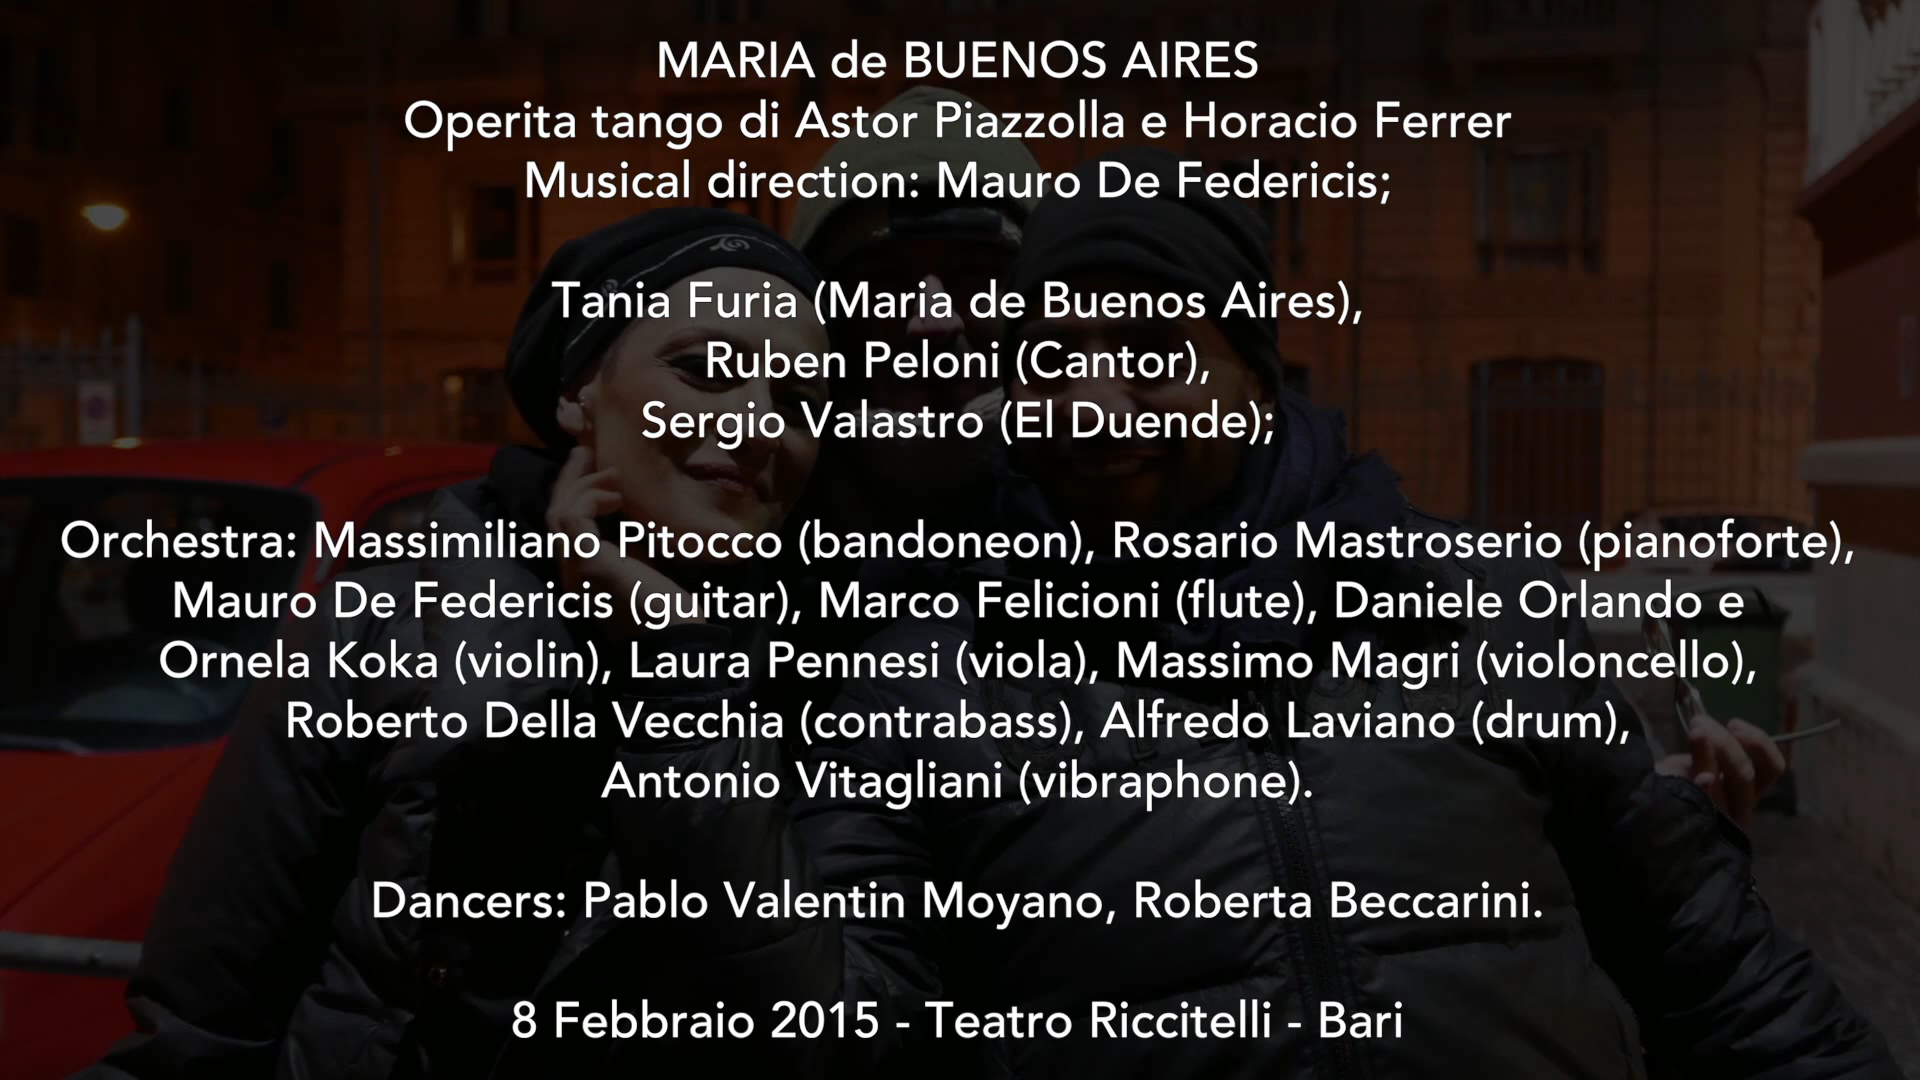 MARIA de BUENOS AIRES
Operita tango di Astor Piazzolla e Horacio Ferrer
Musical direction: Mauro De Federicis;
Tania Furia (Maria de Buenos Aires),
Ruben Peloni (Cantor),
Sergio Valastro (El Duende);
Orchestra: Massimiliano Pitocco (bandoneon), Rosario Mastroserio (pianoforte),
Mauro De Federicis (guitar), Marco Felicioni (flute), Daniele Orlando e
Ornela Koka (violin), Laura Pennesi (viola), Massimo Magri (violoncello),
Roberto Della Vecchia (contrabass), Alfredo Laviano (drum),
Antonio Vitagliani (vibraphone).
Dancers: Pablo Valentin Moyano, Roberta Beccarini.
8 Febbraio 2015 - Teatro Riccitelli - Bari